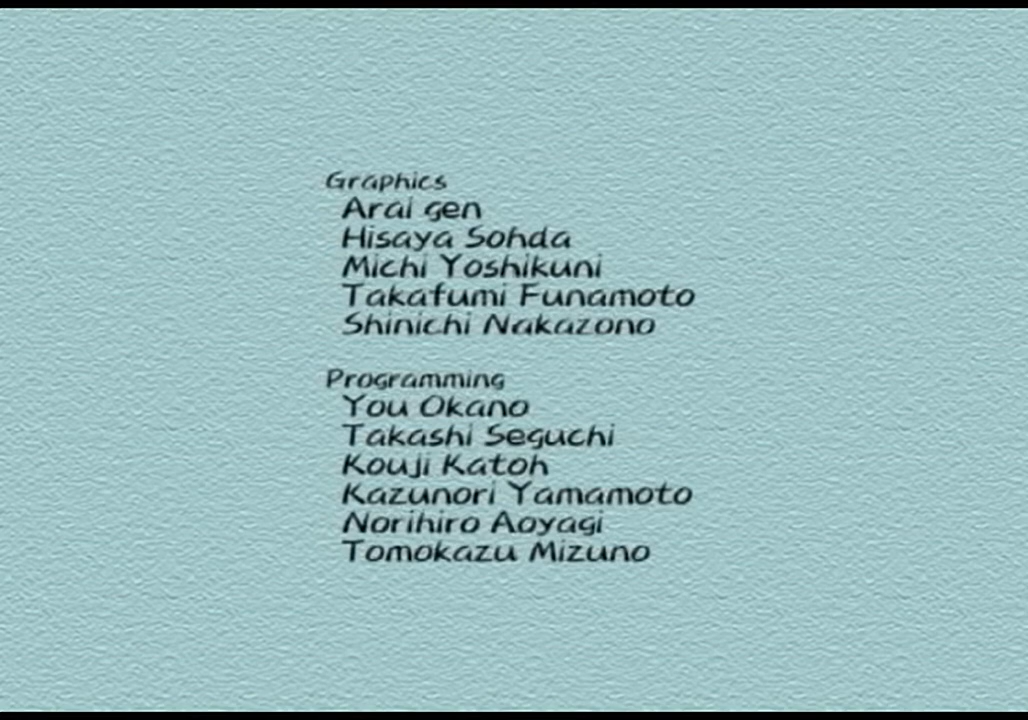 Graphics
Arai gen
Hisaya Sohda
Michi Yoshikuni
Takafumi Funamoto
Shinichi Nakazono
Programming
You Okano
Takashi Seguchi
Kouji Katoh
Kazunori Yamamoto
Norihiro Aoyagi
Tomokazu Mizuno